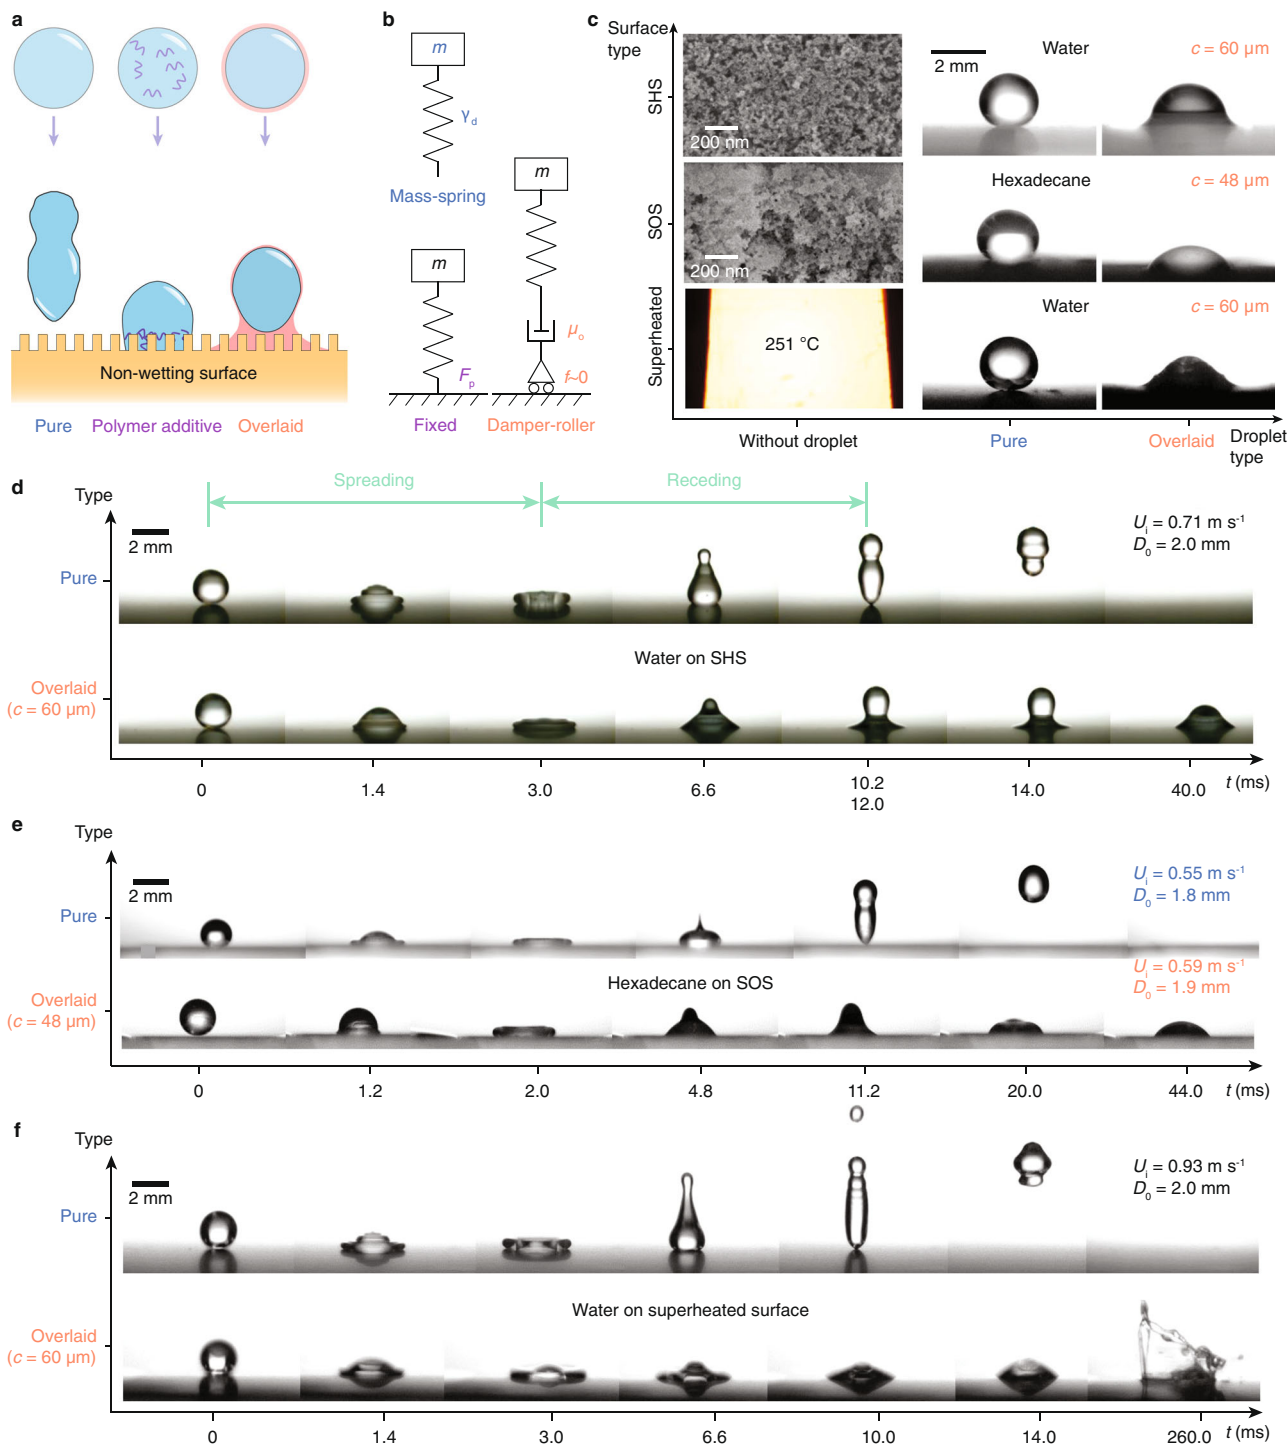 a
Non-wetting surface
Pure
Polymer additive
Overlaid
b
m
γd
Mass-spring
m
m
μo
Fp
f~0
Fixed
Damper-roller
c
Surface
type
SHS
SOS
Superheated
200 nm
200 nm
251 °C
2 mm
Water
c = 60 μm
Hexadecane
c = 48 μm
Water
c = 60 μm
Without droplet
Pure
Overlaid
Droplet
type
d
Type
Spreading
Receding
2 mm
Ui = 0.71 m s-1
D0 = 2.0 mm
Pure
Water on SHS
Overlaid
(c = 60 μm)
0
1.4
3.0
6.6
10.2
12.0
14.0
40.0
t (ms)
e
Type
2 mm
Ui = 0.55 m s-1
D0 = 1.8 mm
Pure
Ui = 0.59 m s-1
D0 = 1.9 mm
Hexadecane on SOS
Overlaid
(c = 48 μm)
0
1.2
2.0
4.8
11.2
20.0
44.0
t (ms)
f
Type
2 mm
Ui = 0.93 m s-1
D0 = 2.0 mm
Pure
Water on superheated surface
Overlaid
(c = 60 μm)
0
1.4
3.0
6.6
10.0
14.0
260.0
t (ms)